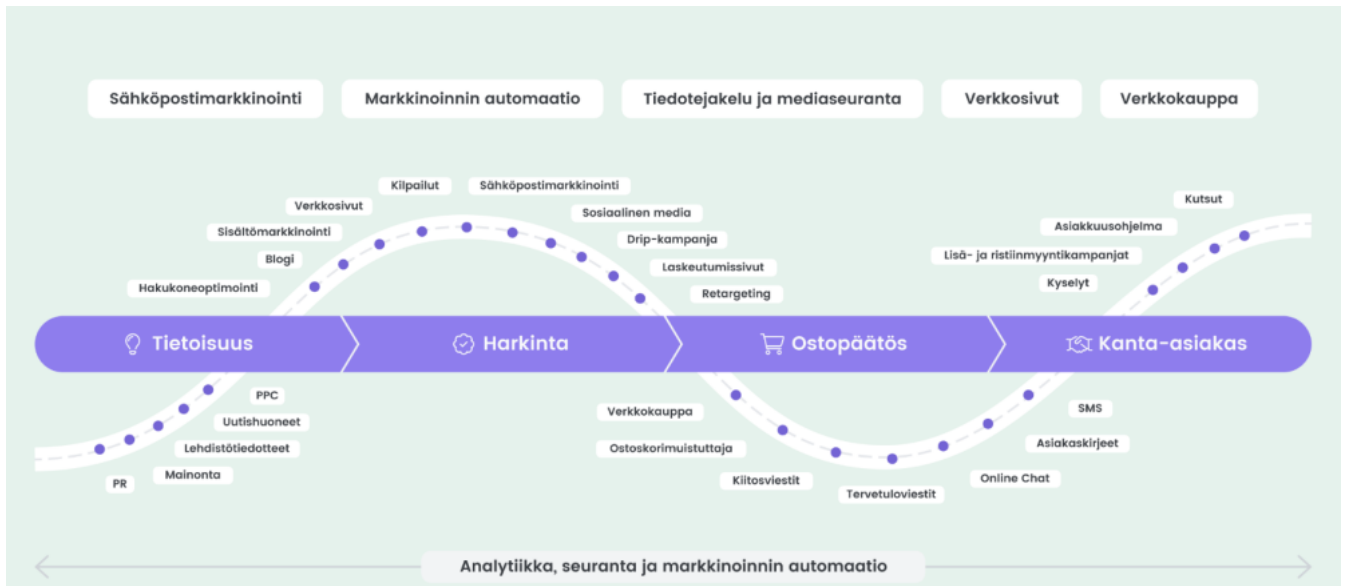 Sähköpostimarkkinointi
Markkinoinnin automaatio
Tiedotejakelu ja mediaseuranta
Verkkosivut
Verkkokauppa
Kilpailut
Sähköpostimarkkinointi
Verkkosivut
Sosiaalinen media
Sisältömarkkinointi
Drip-kampanja
Blogi
Laskeutumissivut
Hakukoneoptimointi
Retargeting
Kutsut
Asiakkuusohjelma
Lisä- ja ristiinmyyntikampanjat
Kyselyt
Tietoisuus
Harkinta
Ostopäätös
Kanta-asiakas
PPC
Uutishuoneet
Lehdistötiedotteet
Mainonta
PR
Verkkokauppa
Ostoskorimuistuttaja
Kiitosviestit
Tervetuloviestit
Online Chat
Asiakaskirjeet
SMS
Analytiikka, seuranta ja markkinoinnin automaatio